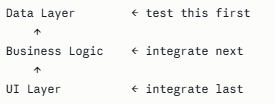 Data Layer ← test this first
↑
Business Logic ← integrate next
↑
UI Layer ← integrate last